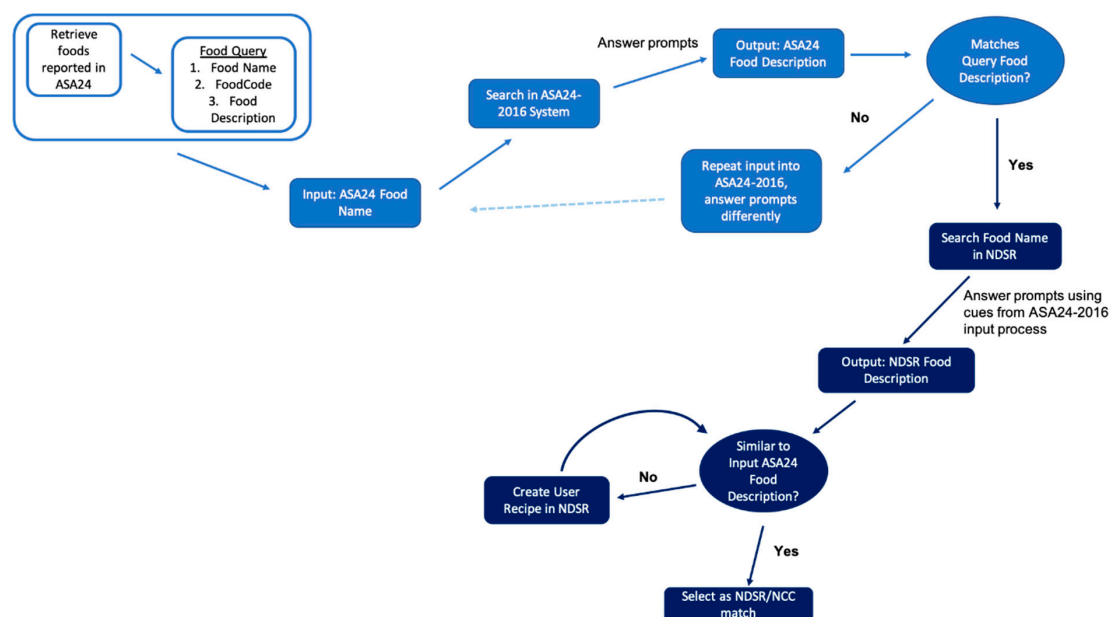 Retrieve
foods
reported in
ASA24
Food Query
1. Food Name
2. FoodCode
3. Food
Description
Input: ASA24 Food
Name
Search in ASA24-
2016 System
Answer prompts
Output: ASA24
Food Description
Matches
Query Food
Description?
No
Repeat input into
ASA24-2016,
answer prompts
differently
Yes
Search Food Name
in NDSR
Answer prompts using
cues from ASA24-2016
input process
Output: NDSR Food
Description
Similar to
Input ASA24
Food
Description?
No
Create User
Recipe in NDSR
Yes
Select as NDSR/NCC
match